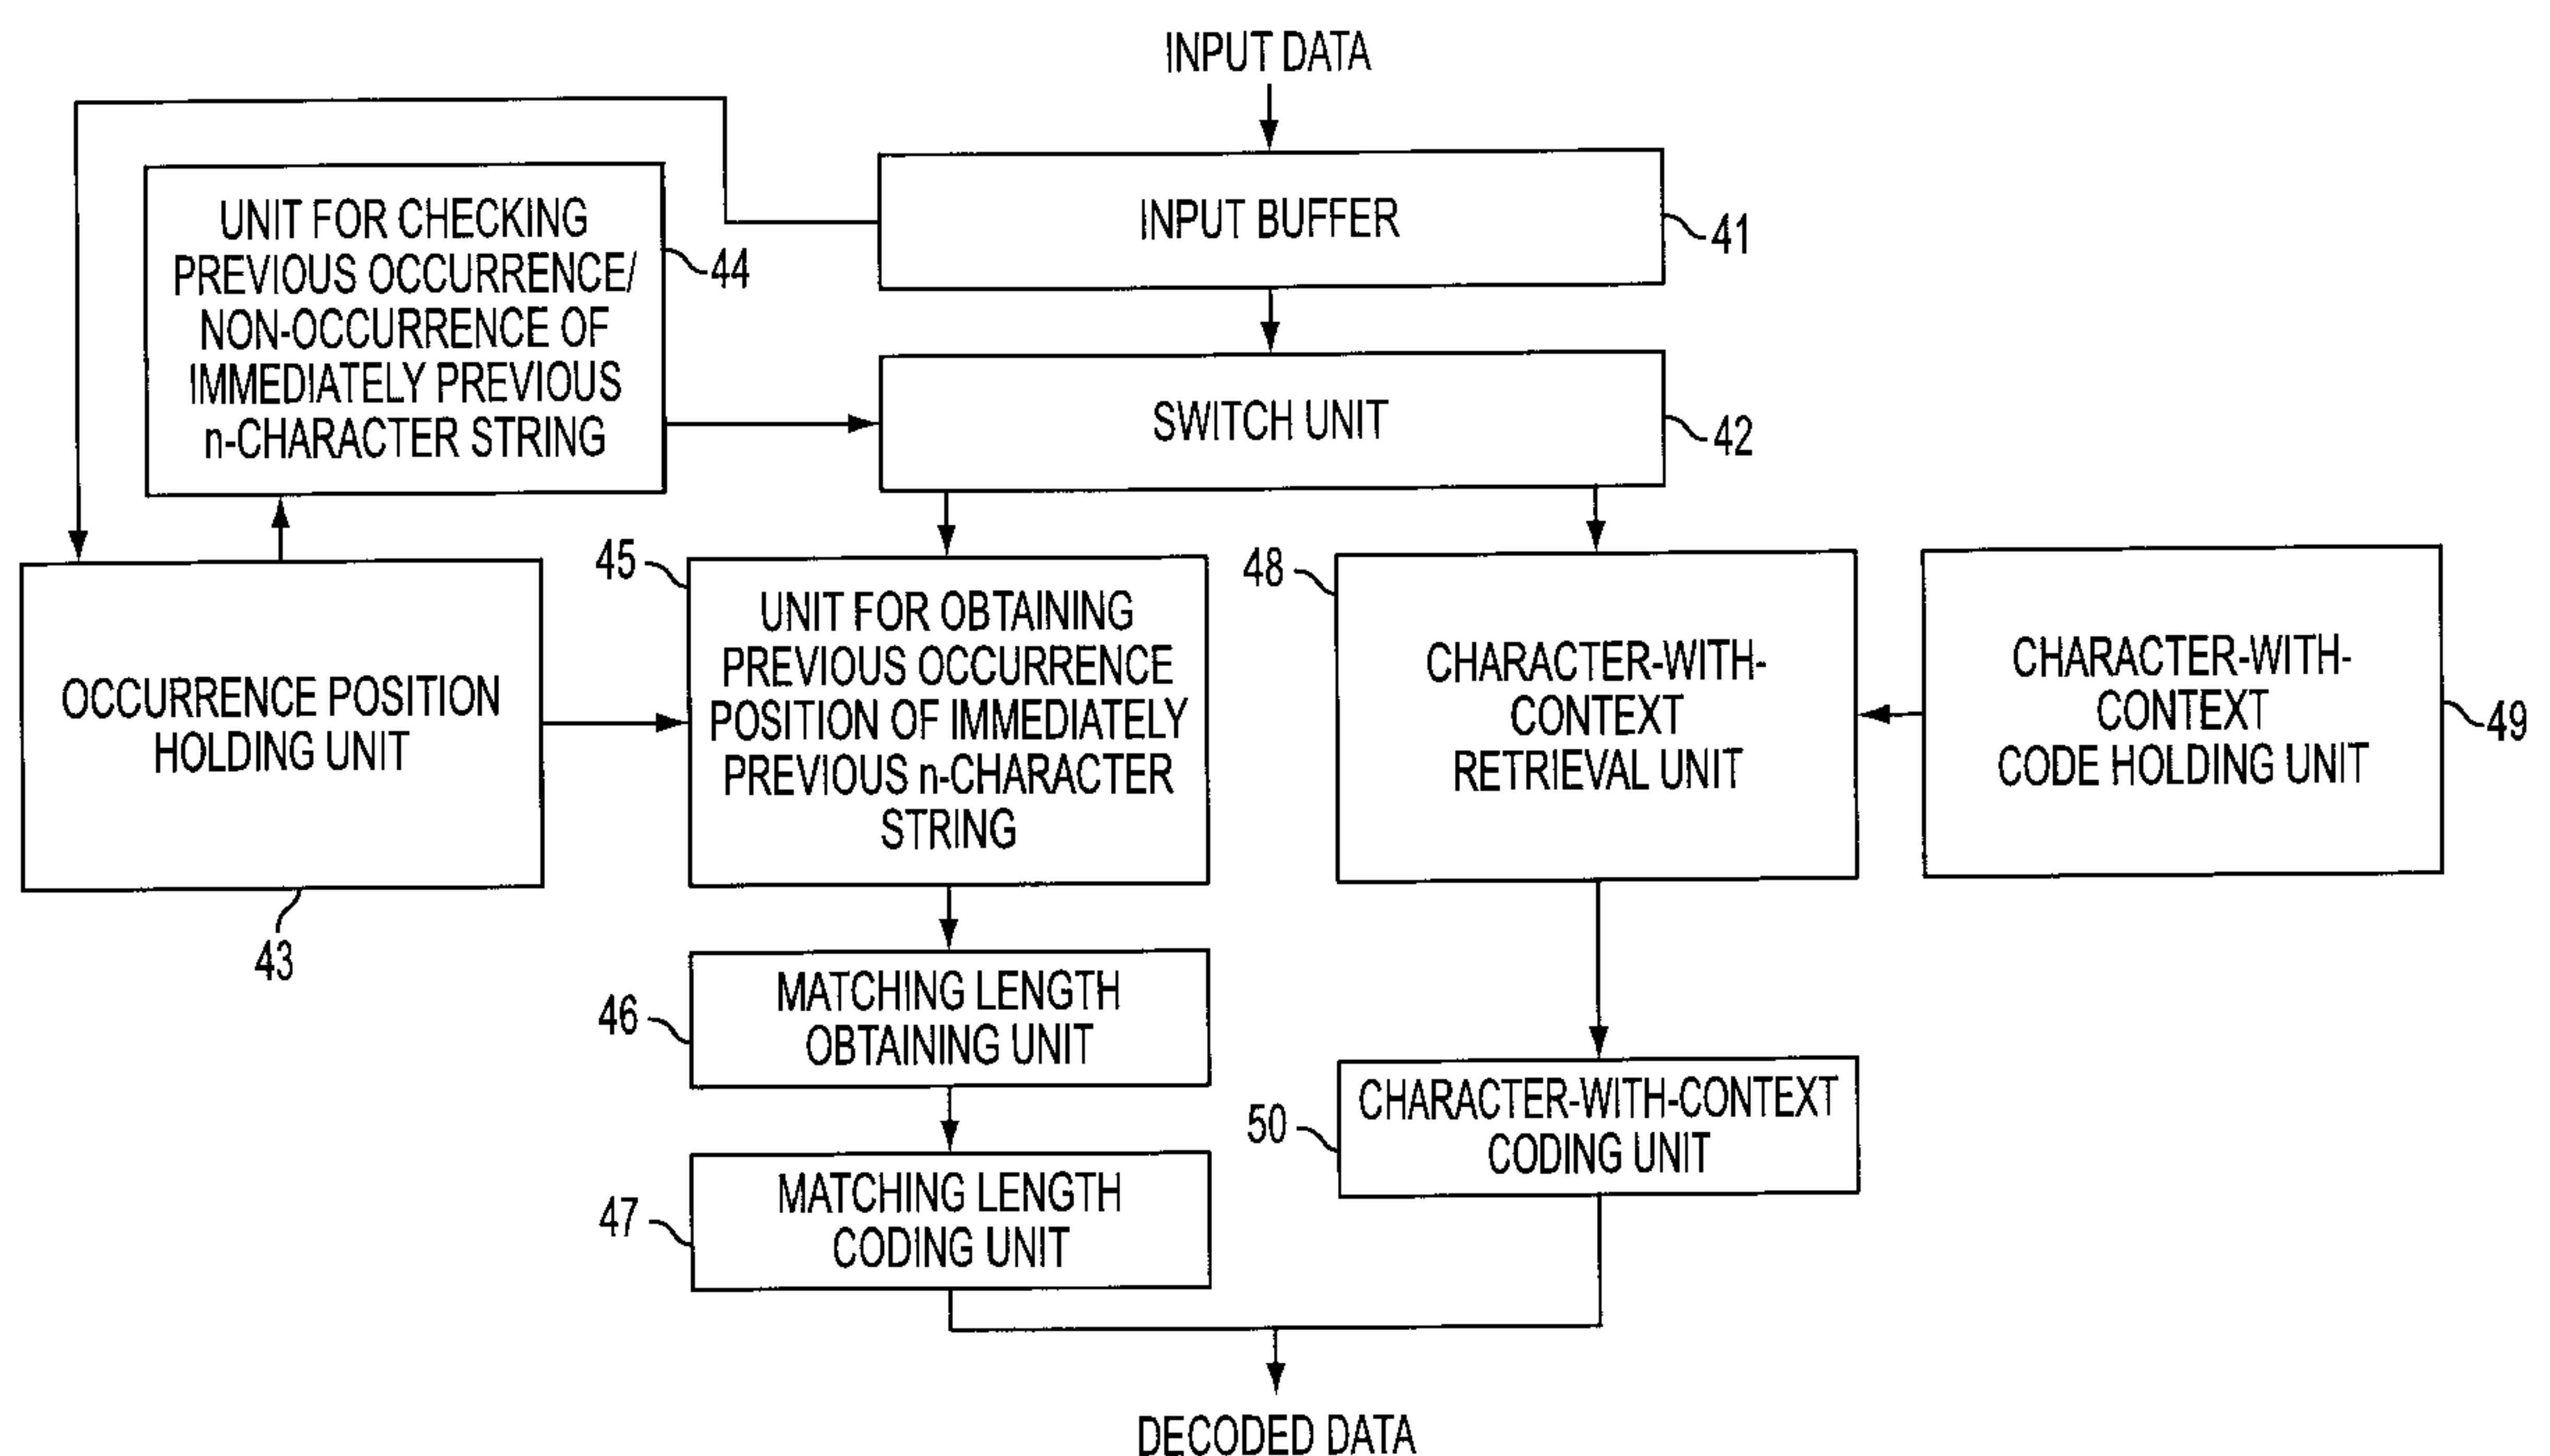 INPUT DATA
INPUT BUFFER
41
UNIT FOR CHECKING
PREVIOUS OCCURRENCE/
NON-OCCURRENCE OF
IMMEDIATELY PREVIOUS
n-CHARACTER STRING
44
SWITCH UNIT
42
OCCURRENCE POSITION
HOLDING UNIT
43
45
UNIT FOR OBTAINING
PREVIOUS OCCURRENCE
POSITION OF IMMEDIATELY
PREVIOUS n-CHARACTER
STRING
48
CHARACTER-WITH-
CONTEXT
RETRIEVAL UNIT
CHARACTER-WITH-
CONTEXT
CODE HOLDING UNIT
49
46
MATCHING LENGTH
OBTAINING UNIT
50
CHARACTER-WITH-CONTEXT
CODING UNIT
47
MATCHING LENGTH
CODING UNIT
DECODED DATA